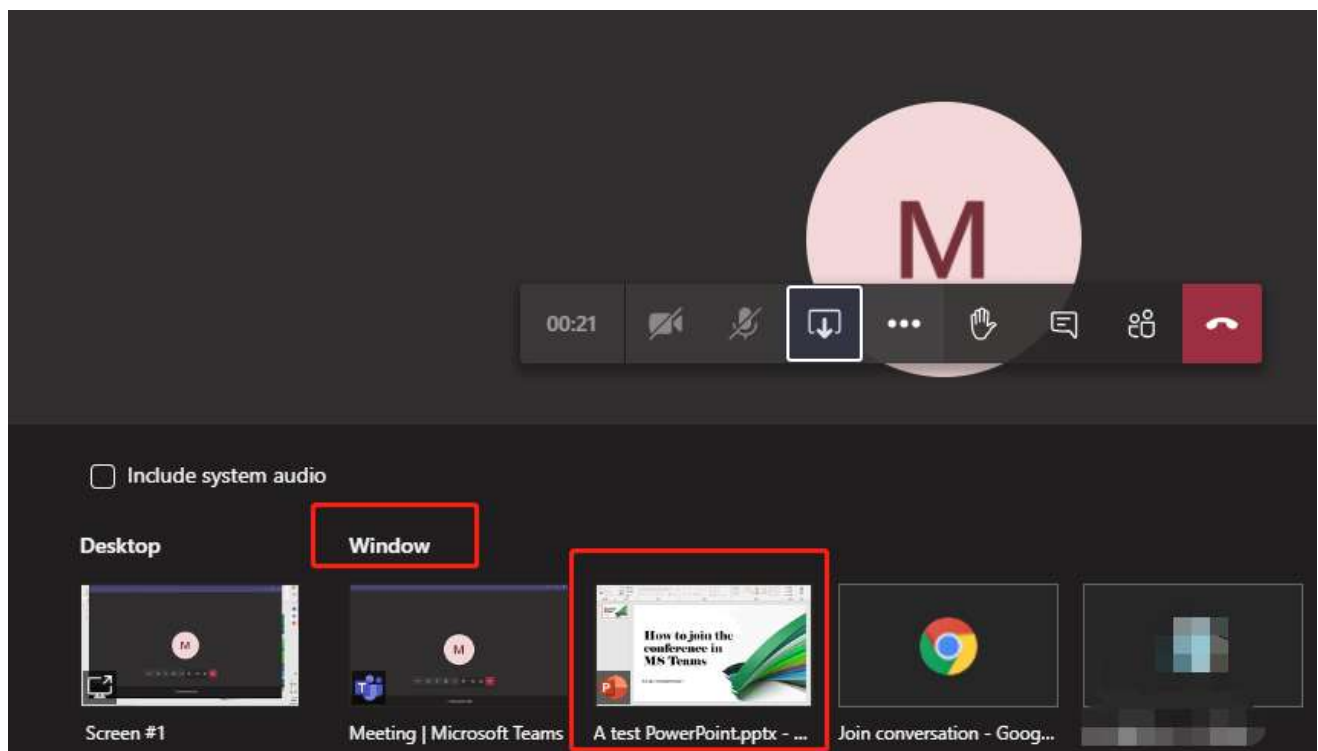 M
00:21
Include system audio
Desktop
Window
M
M
How to join the
conference in
MS Teams
Screen #1
Meeting | Microsoft Teams
A test PowerPoint.pptx - ...
Join conversation - Goog...